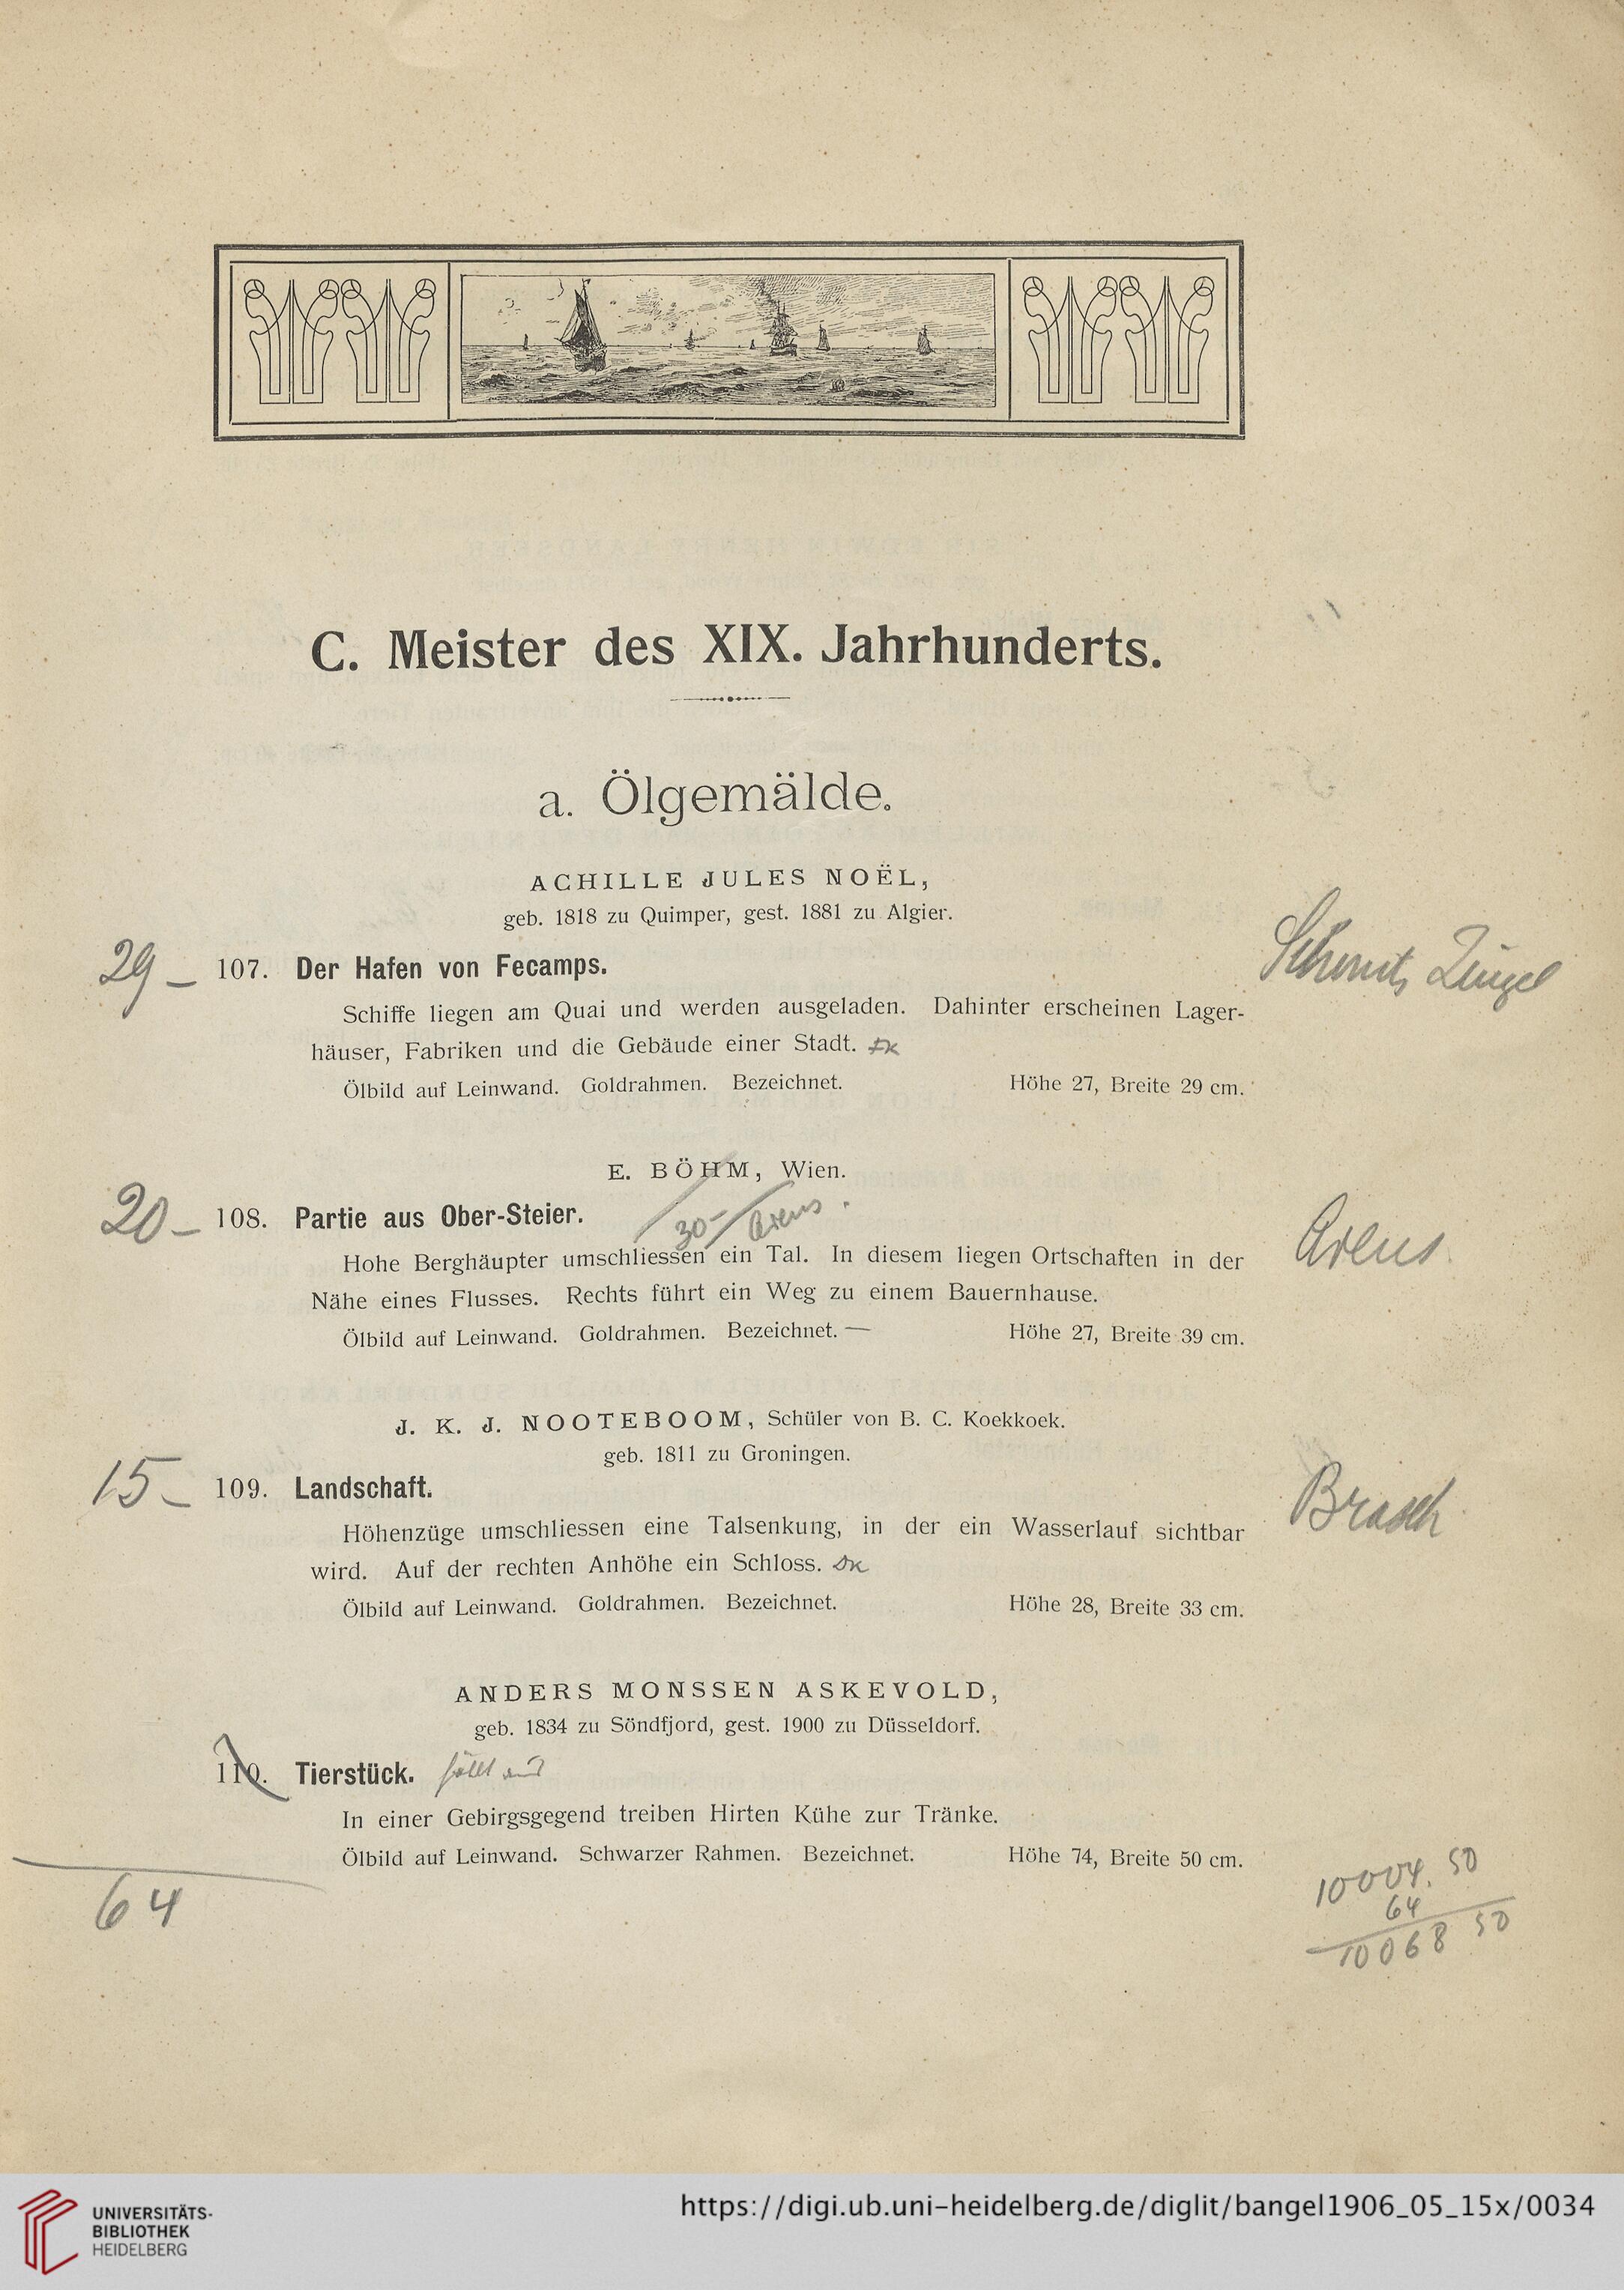 C. Meister des XIX. Jahrhunderts.
a. Ölgemälde.
ACHILLE JULES NOËL,
geb. 1818 zu Quimper, gest. 1881 zu Algier.
29 – 107. Der Hafen von Fecamps.
Schiffe liegen am Quai und werden ausgeladen. Dahinter erscheinen Lager-
häuser, Fabriken und die Gebäude einer Stadt.
Ölbild auf Leinwand. Goldrahmen. Bezeichnet. Höhe 27, Breite 29 cm.
E. BÖHM, Wien.
20 – 108. Partie aus Ober-Steier. 30– Arens. Arens.
Hohe Berghäupter umschliessen ein Tal. In diesem liegen Ortschaften in der
Nähe eines Flusses. Rechts führt ein Weg zu einem Bauernhause.
Ölbild auf Leinwand. Goldrahmen. Bezeichnet. — Höhe 27, Breite 39 cm.
J. K. J. NOOTEBOOM, Schüler von B. C. Koekkoek.
geb. 1811 zu Groningen.
15 – 109. Landschaft. Brasch
Höhenzüge umschliessen eine Talsenkung, in der ein Wasserlauf sichtbar
wird. Auf der rechten Anhöhe ein Schloss.
Ölbild auf Leinwand. Goldrahmen. Bezeichnet. Höhe 28, Breite 33 cm.
ANDERS MONSSEN ASKEVOLD,
geb. 1834 zu Söndfjord, gest. 1900 zu Düsseldorf.
110. Tierstück. fällt aus
In einer Gebirgsgegend treiben Hirten Kühe zur Tränke.
Ölbild auf Leinwand. Schwarzer Rahmen. Bezeichnet. Höhe 74, Breite 50 cm.
64
10004. 50
64
10068 50
UNIVERSITÄTS-
BIBLIOTHEK
HEIDELBERG
https://digi.ub.uni-heidelberg.de/diglit/bangel1906_05_15x/0034